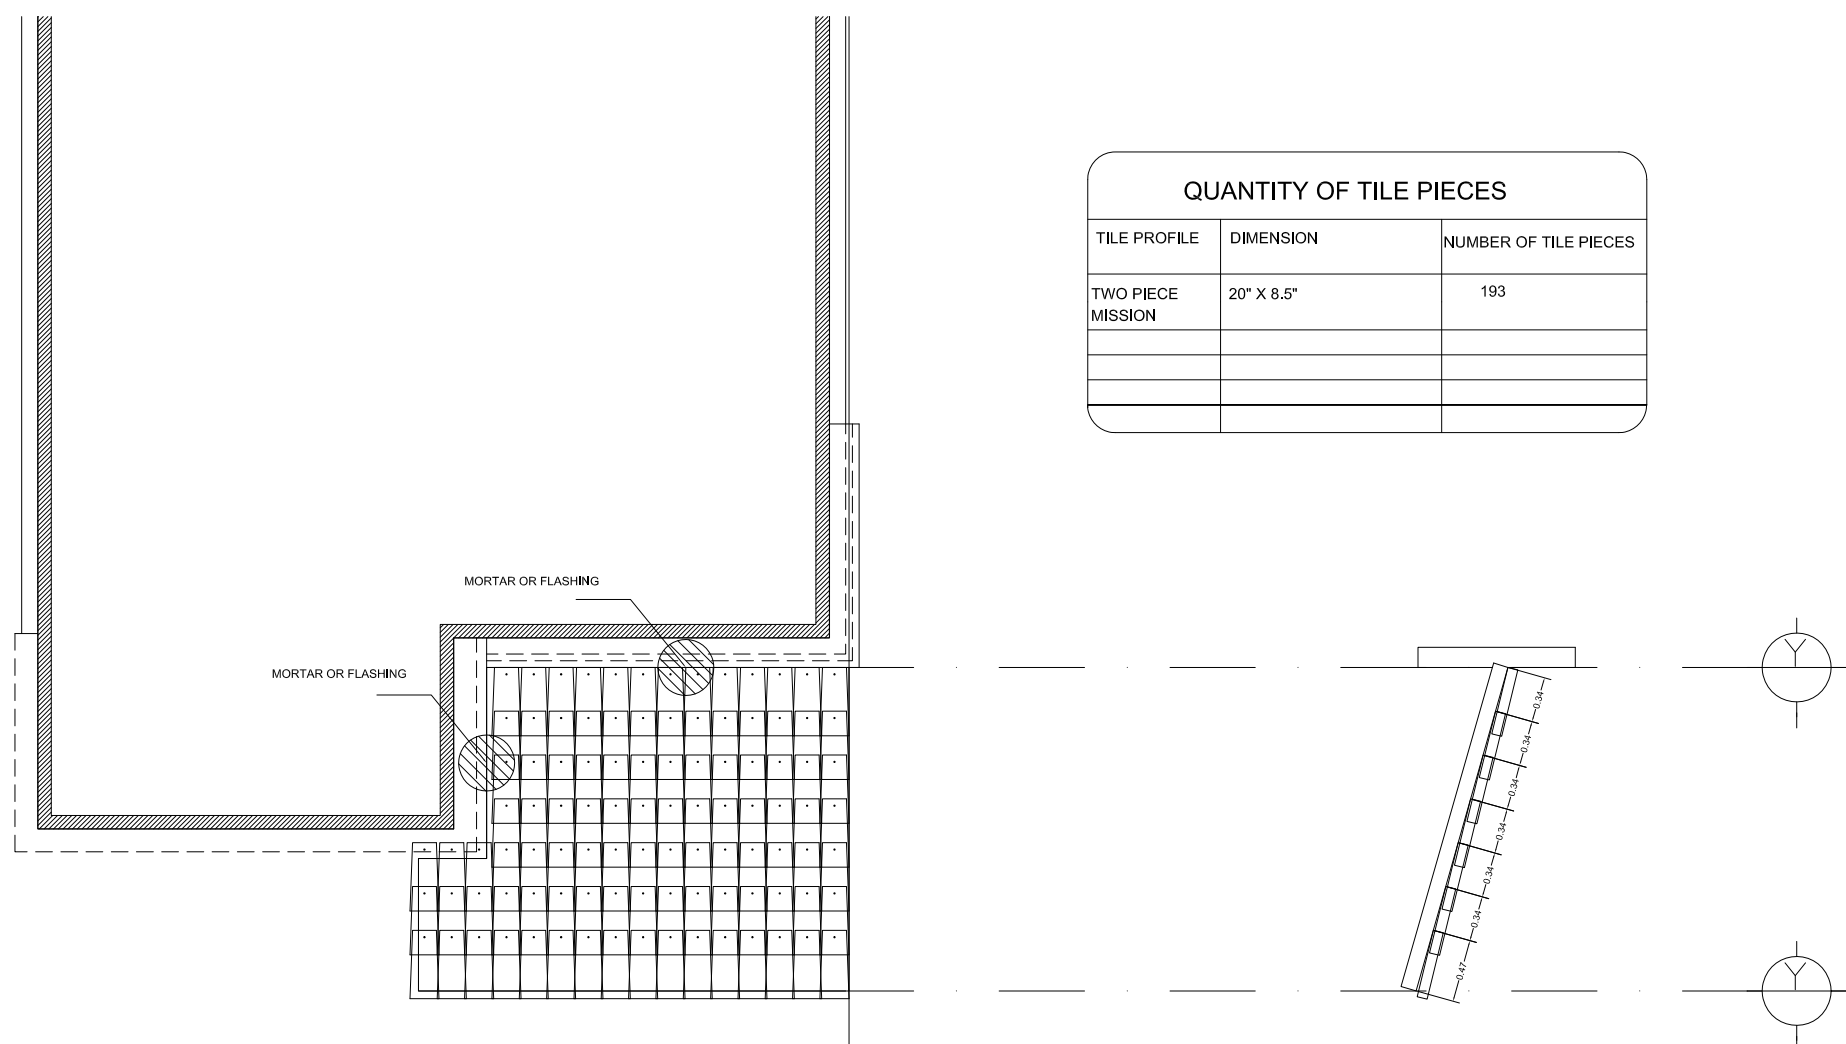 QUANTITY OF TILE PIECES
TILE PROFILE
DIMENSION
NUMBER OF TILE PIECES
TWO PIECE
MISSION
20" X 8.5"
193
MORTAR OR FLASHING
MORTAR OR FLASHING
Y
0.34
0.34
0.34
0.34
0.34
0.34
0.47
Y